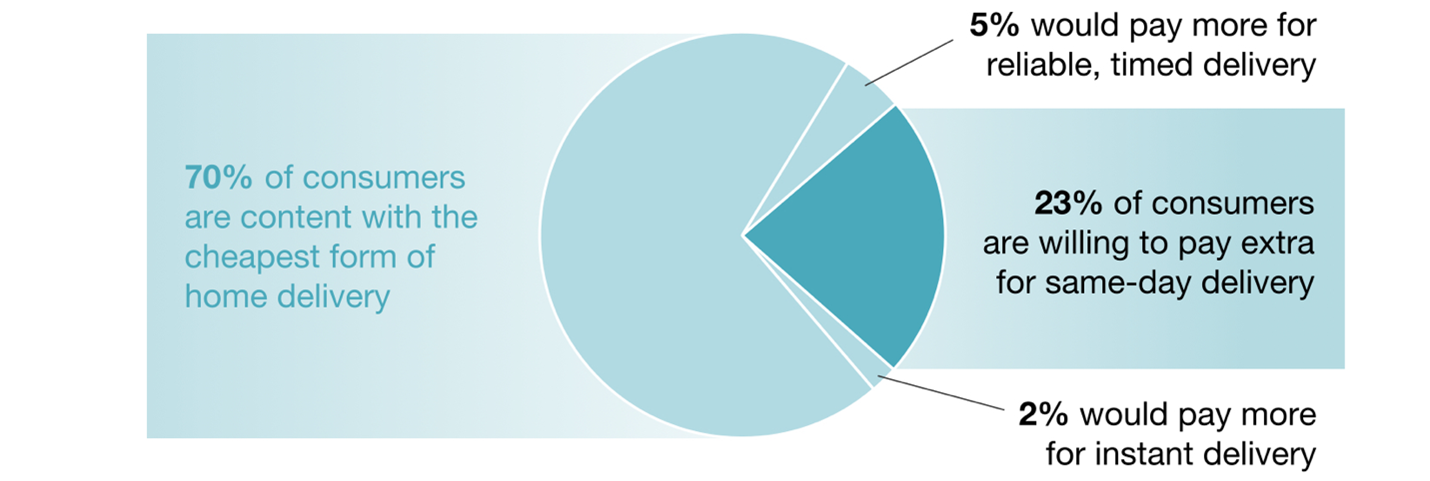 5% would pay more for
reliable, timed delivery
70% of consumers
are content with the
cheapest form of
home delivery
23% of consumers
are willing to pay extra
for same-day delivery
2% would pay more
for instant delivery